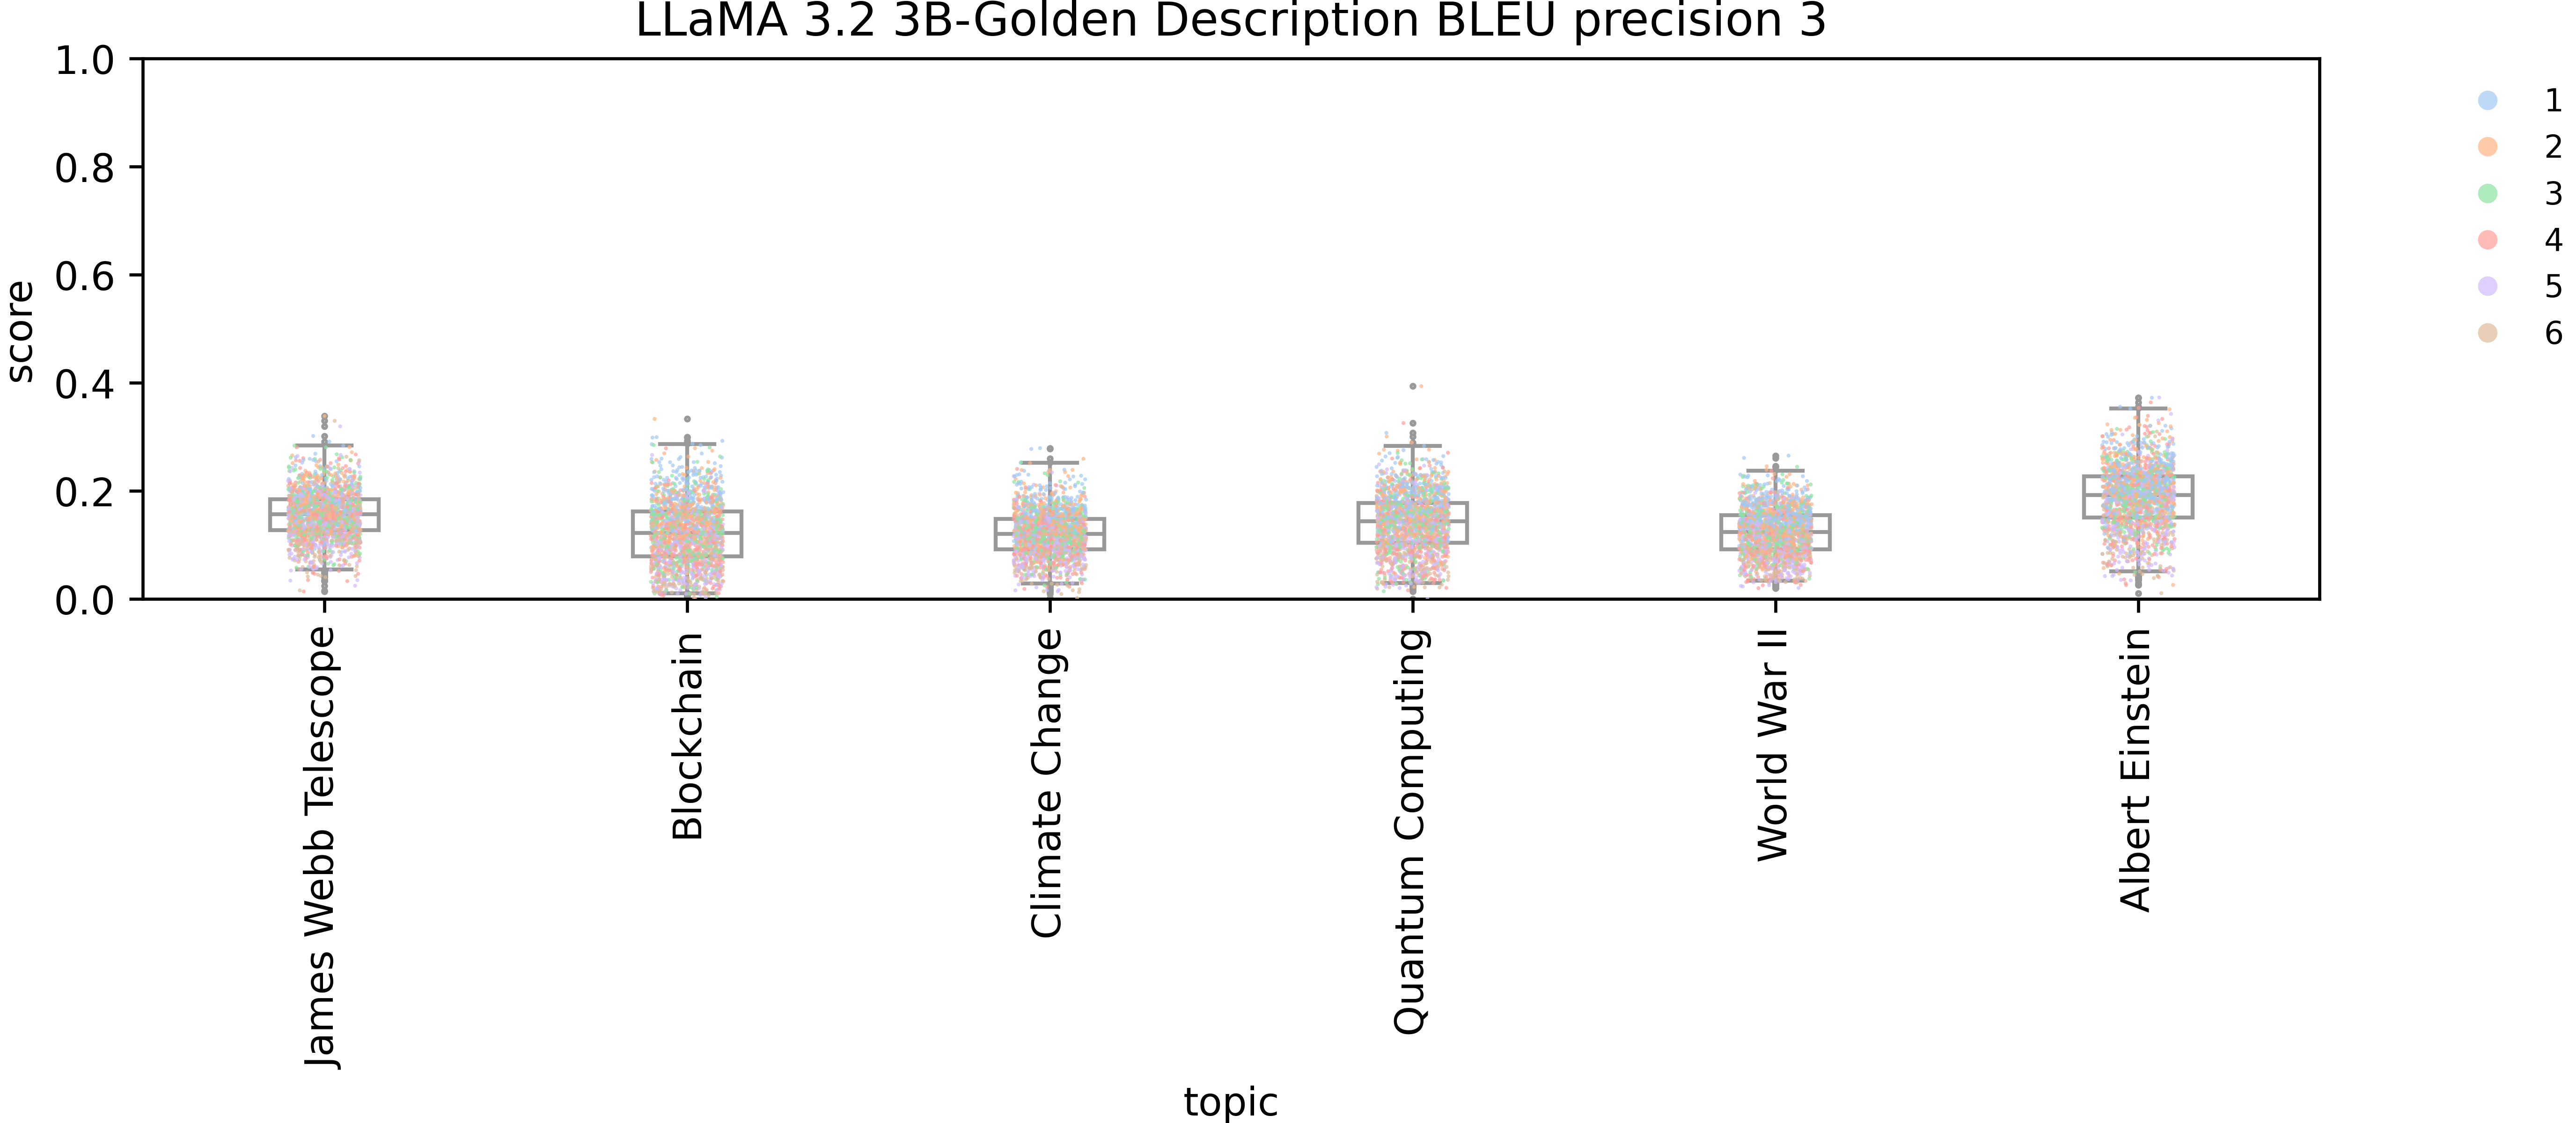 LLaMA 3.2 3B-Golden Description BLEU precision 3
1.0
0.8
0.6
0.4
0.2
0.0
score
James Webb Telescope
Blockchain
Climate Change
Quantum Computing
World War II
Albert Einstein
topic
1
2
3
4
5
6